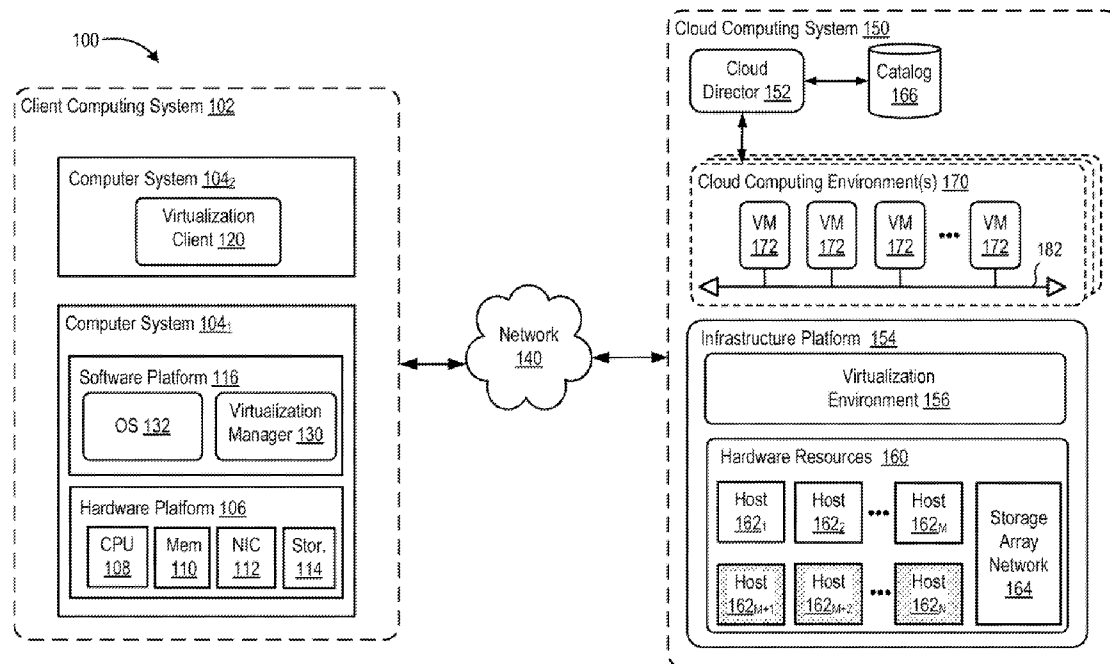 100
Client Computing System 102
Computer System 104₂
Virtualization
Client 120
Computer System 104₁
Software Platform 116
OS 132
Virtualization
Manager 130
Hardware Platform 106
CPU
108
Mem
110
NIC
112
Stor.
114
Network
140
Cloud Computing System 150
Cloud
Director 152
Catalog
166
Cloud Computing Environment(s) 170
VM
172
VM
172
VM
172
•••
VM
172
182
Infrastructure Platform 154
Virtualization
Environment 156
Hardware Resources 160
Host
162₁
Host
162₂
•••
Host
162M
Host
162M+1
Host
162M+2
•••
Host
162N
Storage
Array
Network
164